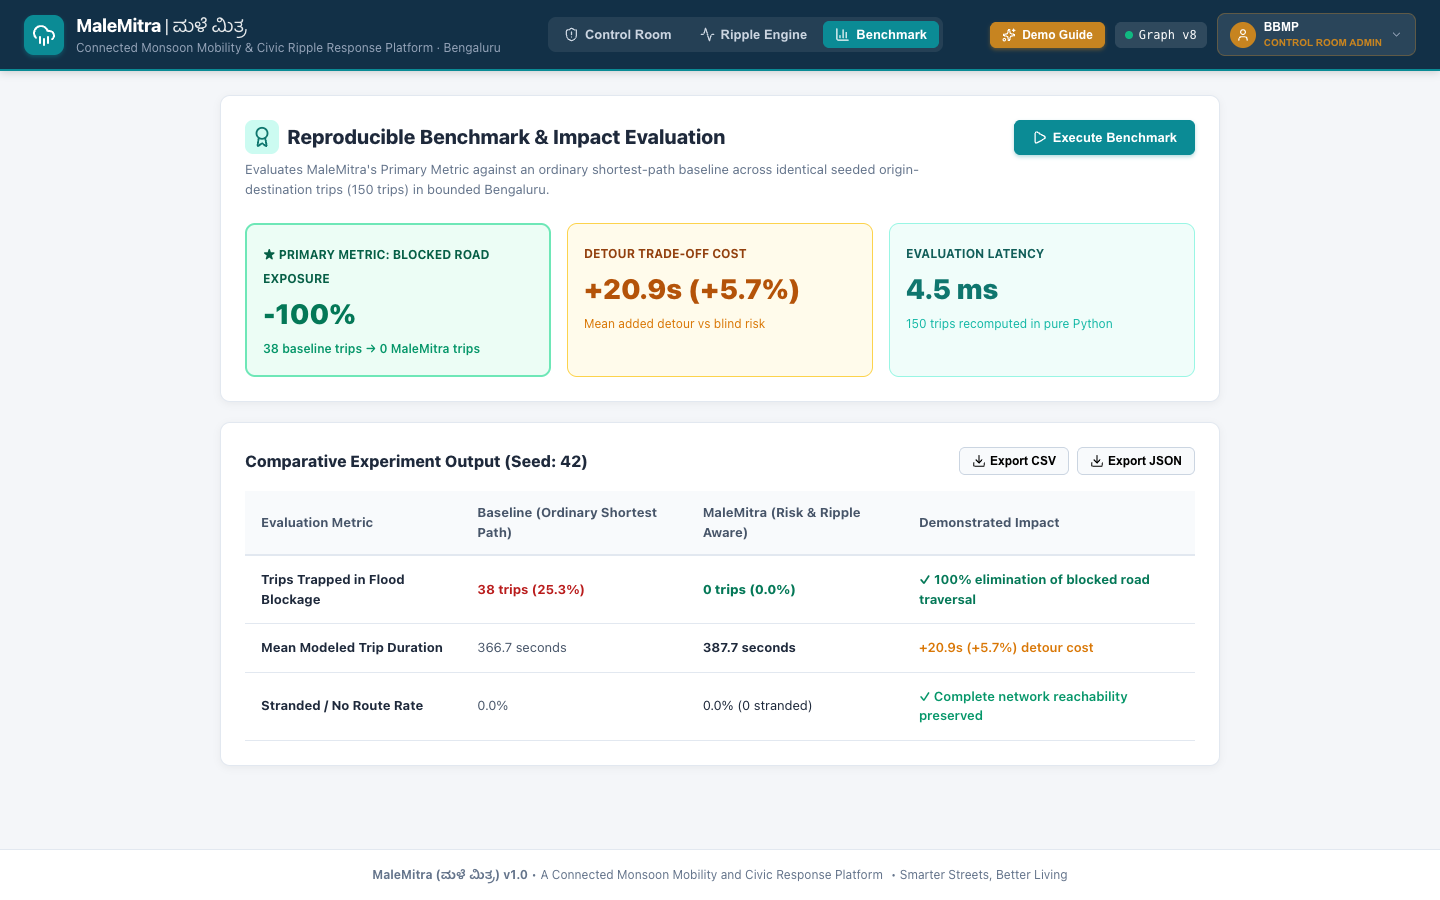 MaleMitra | ಮಳೆ ಮಿತ್ರ
Connected Monsoon Mobility & Civic Ripple Response Platform · Bengaluru
Control Room
Ripple Engine
Benchmark
Demo Guide
Graph v8
BBMP
CONTROL ROOM ADMIN
Reproducible Benchmark & Impact Evaluation
Execute Benchmark
Evaluates MaleMitra's Primary Metric against an ordinary shortest-path baseline across identical seeded origin-
destination trips (150 trips) in bounded Bengaluru.
★ PRIMARY METRIC: BLOCKED ROAD
EXPOSURE
-100%
38 baseline trips → 0 MaleMitra trips
DETOUR TRADE-OFF COST
+20.9s (+5.7%)
Mean added detour vs blind risk
EVALUATION LATENCY
4.5 ms
150 trips recomputed in pure Python
Comparative Experiment Output (Seed: 42)
Export CSV
Export JSON
Evaluation Metric
Baseline (Ordinary Shortest
Path)
MaleMitra (Risk & Ripple
Aware)
Demonstrated Impact
Trips Trapped in Flood
Blockage
38 trips (25.3%)
0 trips (0.0%)
✓ 100% elimination of blocked road
traversal
Mean Modeled Trip Duration
366.7 seconds
387.7 seconds
+20.9s (+5.7%) detour cost
Stranded / No Route Rate
0.0%
0.0% (0 stranded)
✓ Complete network reachability
preserved
MaleMitra (ಮಳೆ ಮಿತ್ರ) v1.0 • A Connected Monsoon Mobility and Civic Response Platform • Smarter Streets, Better Living